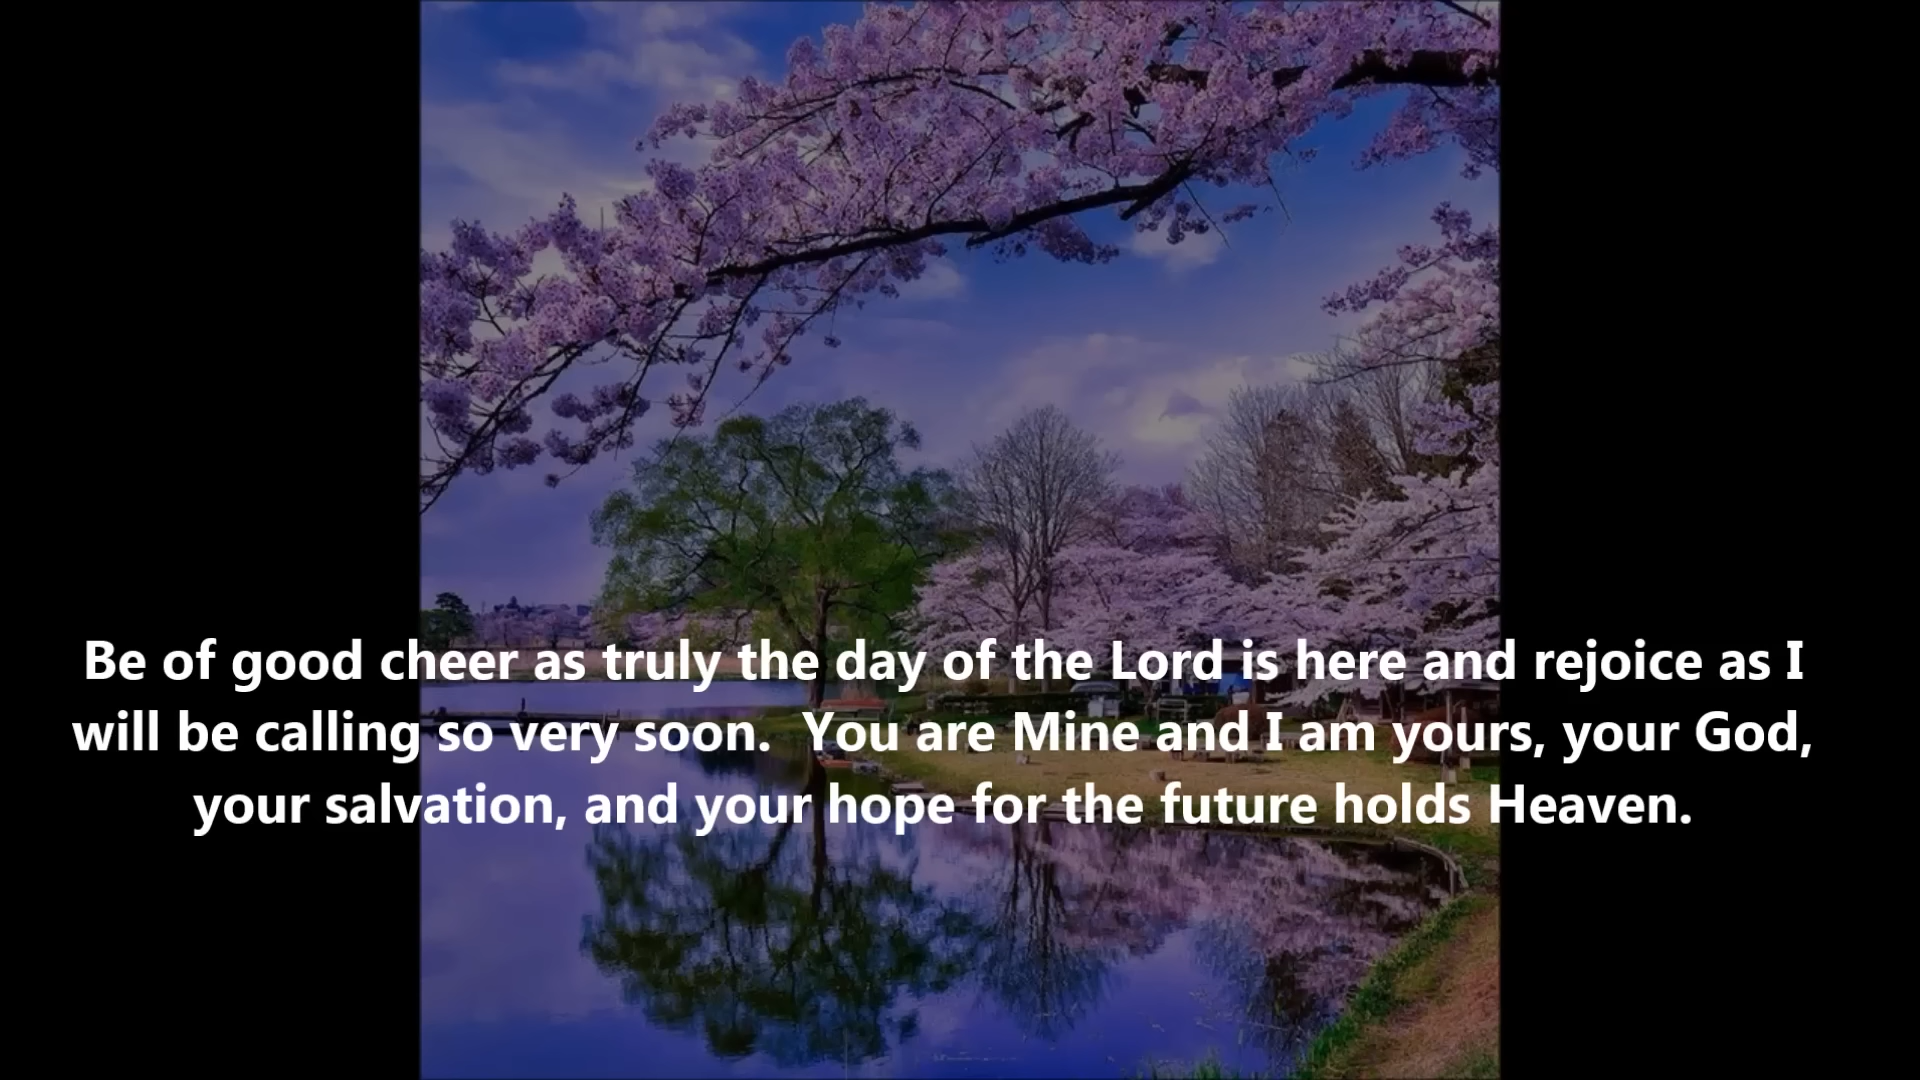 Be of good cheer as truly the day of the Lord is here and rejoice as I
will be calling so very soon.  You are Mine and I am yours, your God,
your salvation, and your hope for the future holds Heaven.